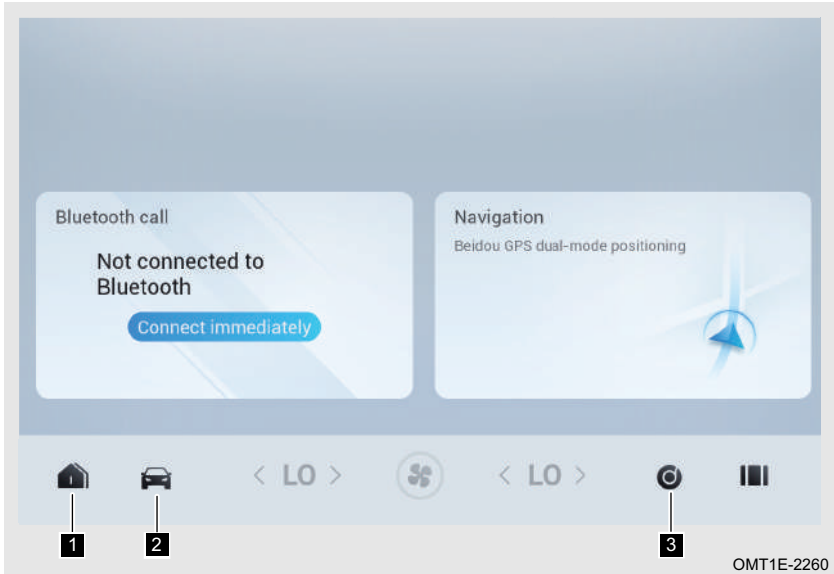 Bluetooth call
Not connected to
Bluetooth
Connect immediately
Navigation
Beidou GPS dual-mode positioning
< LO >
< LO >
1
2
3
OMT1E-2260